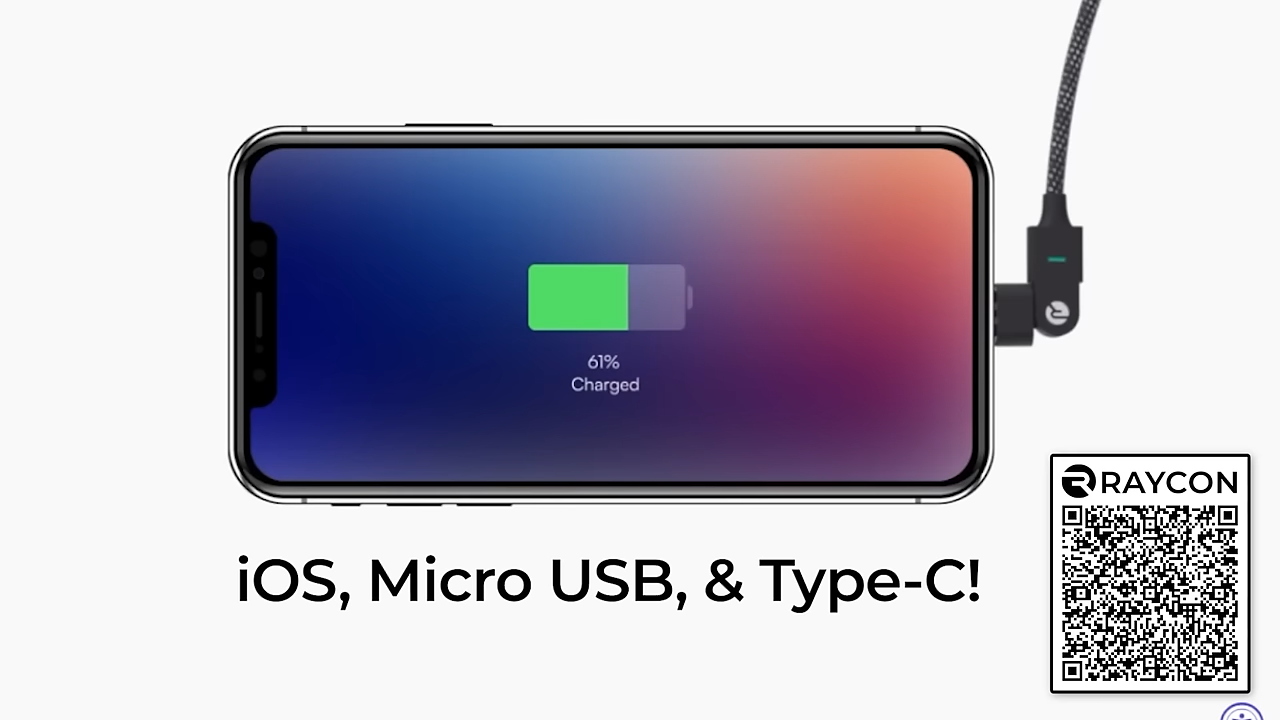 61%
Charged
RAYCON
iOS, Micro USB, & Type-C!